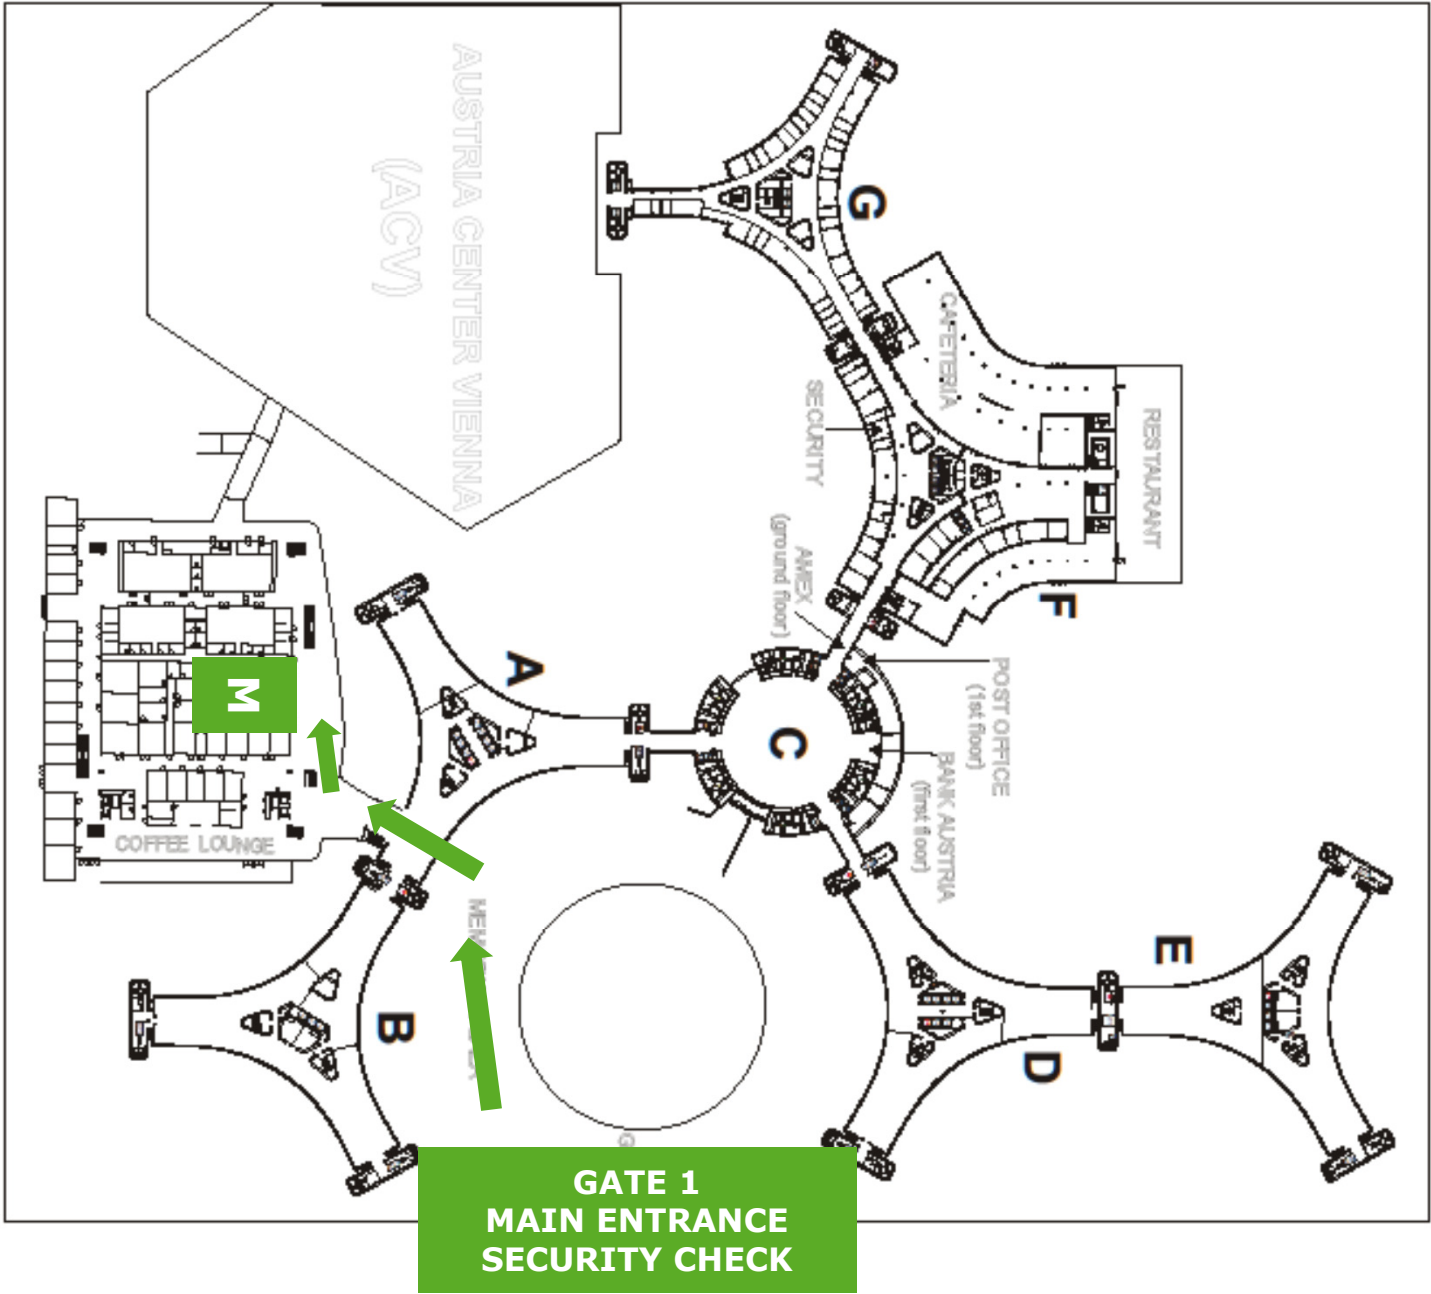 AUSTRIA CENTER VIENNA
(ACV)
G
CAFETERIA
RESTAURANT
SECURITY
AMEX
(ground floor)
F
POST OFFICE
(1st floor)
A
M
C
BANK AUSTRIA
(first floor)
COFFEE LOUNGE
E
B
D
G
GATE 1
MAIN ENTRANCE
SECURITY CHECK